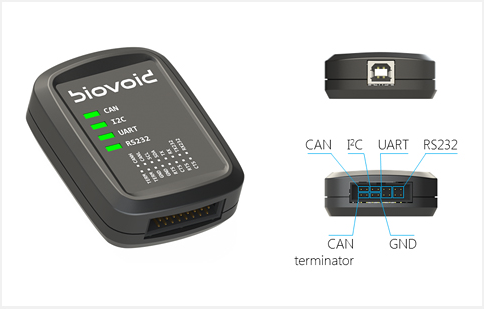 biovoid
CAN
I2C
UART
RS232
CAN I²C UART RS232
CAN
terminator
GND